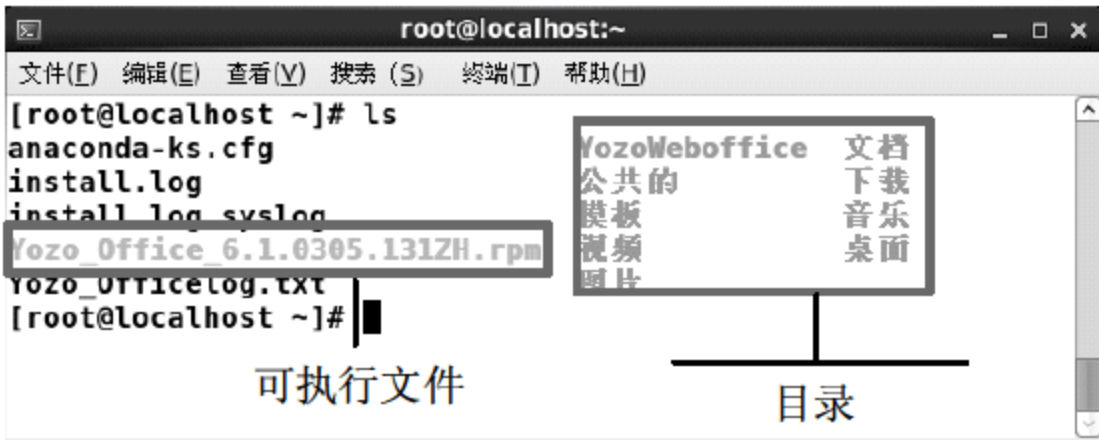 root@localhost:~
文件(F) 编辑(E) 查看(V) 搜索 (S) 终端(T) 帮助(H)
[root@localhost ~]# ls
anaconda-ks.cfg YozoWeboffice 文档
install.log 公共的 下载
install.log.syslog 模板 音乐
Yozo_Office_6.1.0305.131ZH.rpm 视频 桌面
Yozo_Officelog.txt 图片
[root@localhost ~]#
可执行文件
目录